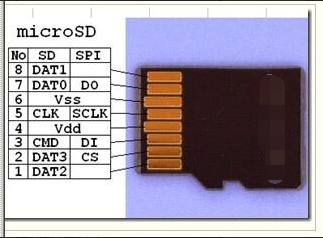 microSD
No SD SPI
8 DAT1
7 DAT0 DO
6 Vss
5 CLK SCLK
4 Vdd
3 CMD DI
2 DAT3 CS
1 DAT2